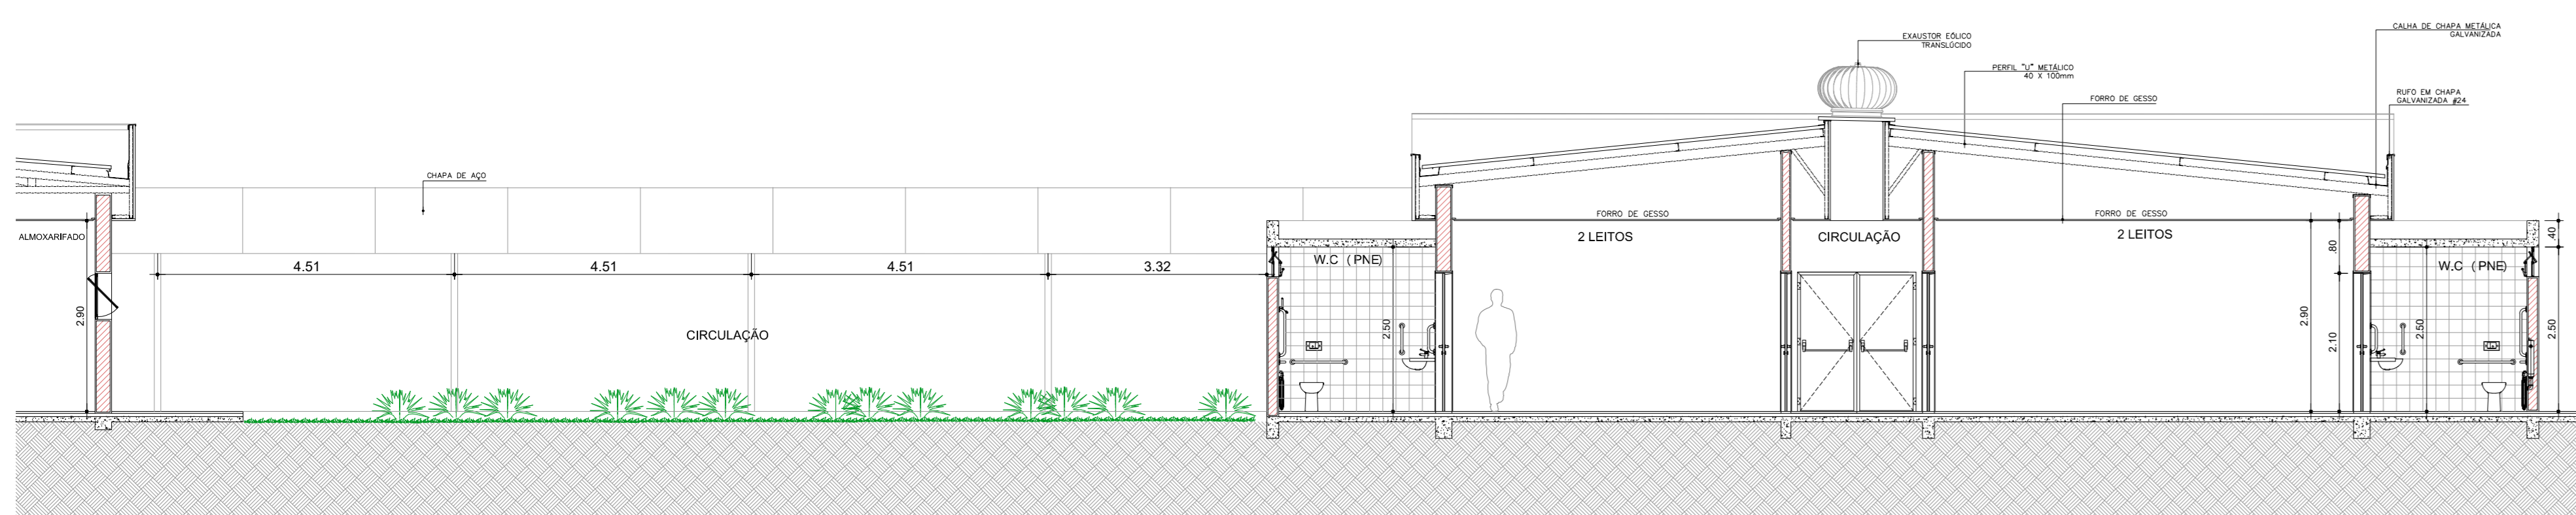 CALHA DE CHAPA METÁLICA
GALVANIZADA
EXAUSTOR EÓLICO
TRANSLÚCIDO
PERFIL "U" METÁLICO
40 X 100mm
FORRO DE GESSO
RUFO EM CHAPA
GALVANIZADA #24
CHAPA DE AÇO
FORRO DE GESSO
FORRO DE GESSO
ALMOXARIFADO
2 LEITOS
CIRCULAÇÃO
2 LEITOS
.40
.80
W.C (PNE)
W.C (PNE)
4.51
4.51
4.51
3.32
2.90
CIRCULAÇÃO
2.50
2.90
2.10
2.50
2.50